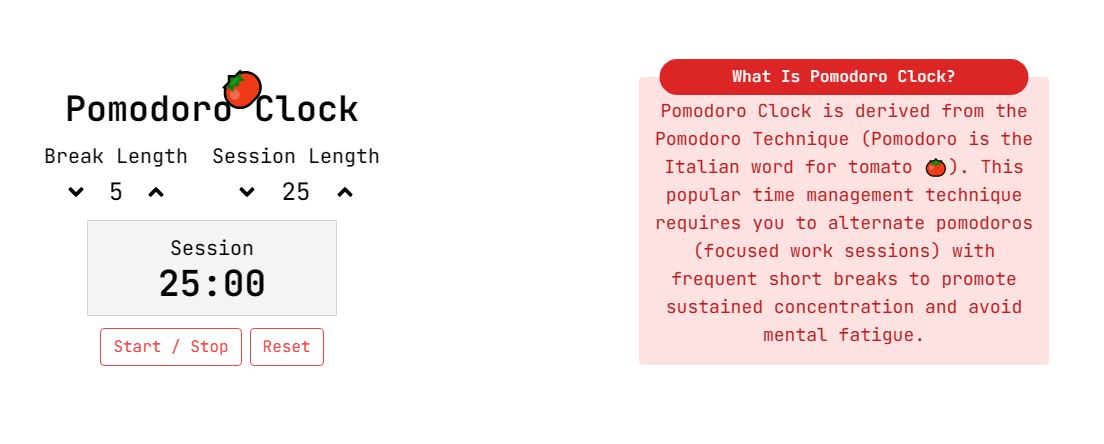 Pomodoro Clock
Break Length
Session Length
5
25
Session
25:00
Start / Stop
Reset
What Is Pomodoro Clock?
Pomodoro Clock is derived from the
Pomodoro Technique (Pomodoro is the
Italian word for tomato 🍅). This
popular time management technique
requires you to alternate pomodoros
(focused work sessions) with
frequent short breaks to promote
sustained concentration and avoid
mental fatigue.